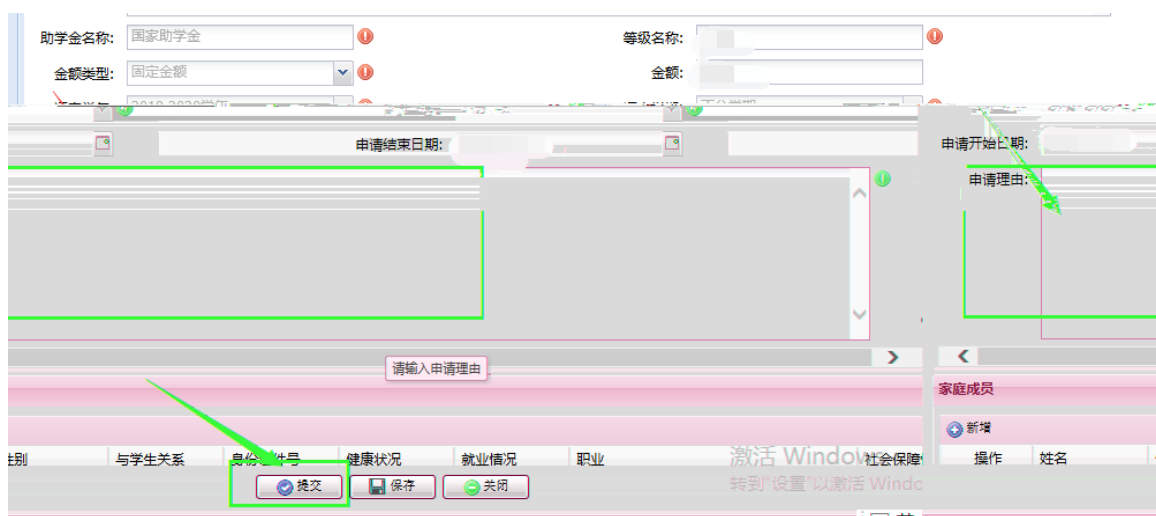 助学金名称: 国家助学金 等级名称:
金额类型: 固定金额 金额:
申请结束日期: 申请开始日期:
申请理由:
请输入申请理由
家庭成员
新增
性别 与学生关系 身份证件号 健康状况 就业情况 职业 社会保障 操作 姓名
激活 Windows
提交 保存 关闭
转到"设置"以激活 Windo